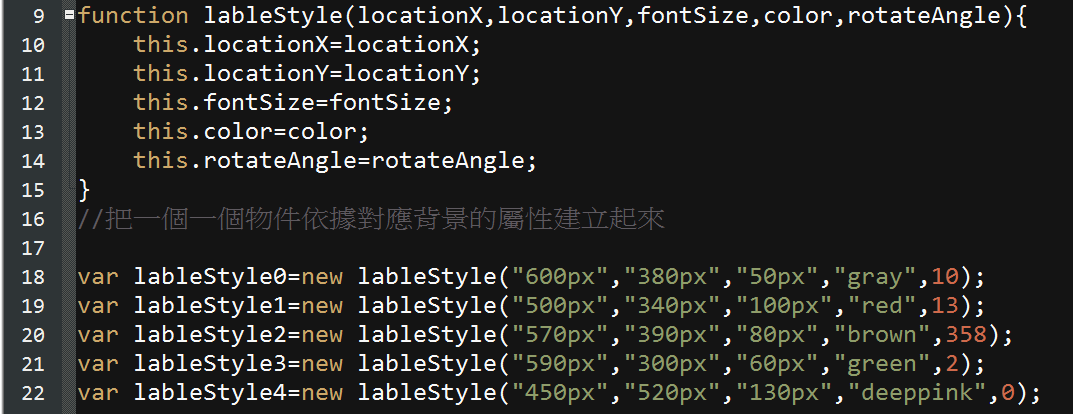 9 function lableStyle(locationX,locationY,fontSize,color,rotateAngle){
10     this.locationX=locationX;
11     this.locationY=locationY;
12     this.fontSize=fontSize;
13     this.color=color;
14     this.rotateAngle=rotateAngle;
15 }
16 //把一個一個物件依據對應背景的屬性建立起來
17
18 var lableStyle0=new lableStyle("600px","380px","50px","gray",10);
19 var lableStyle1=new lableStyle("500px","340px","100px","red",13);
20 var lableStyle2=new lableStyle("570px","390px","80px","brown",358);
21 var lableStyle3=new lableStyle("590px","300px","60px","green",2);
22 var lableStyle4=new lableStyle("450px","520px","130px","deeppink",0);